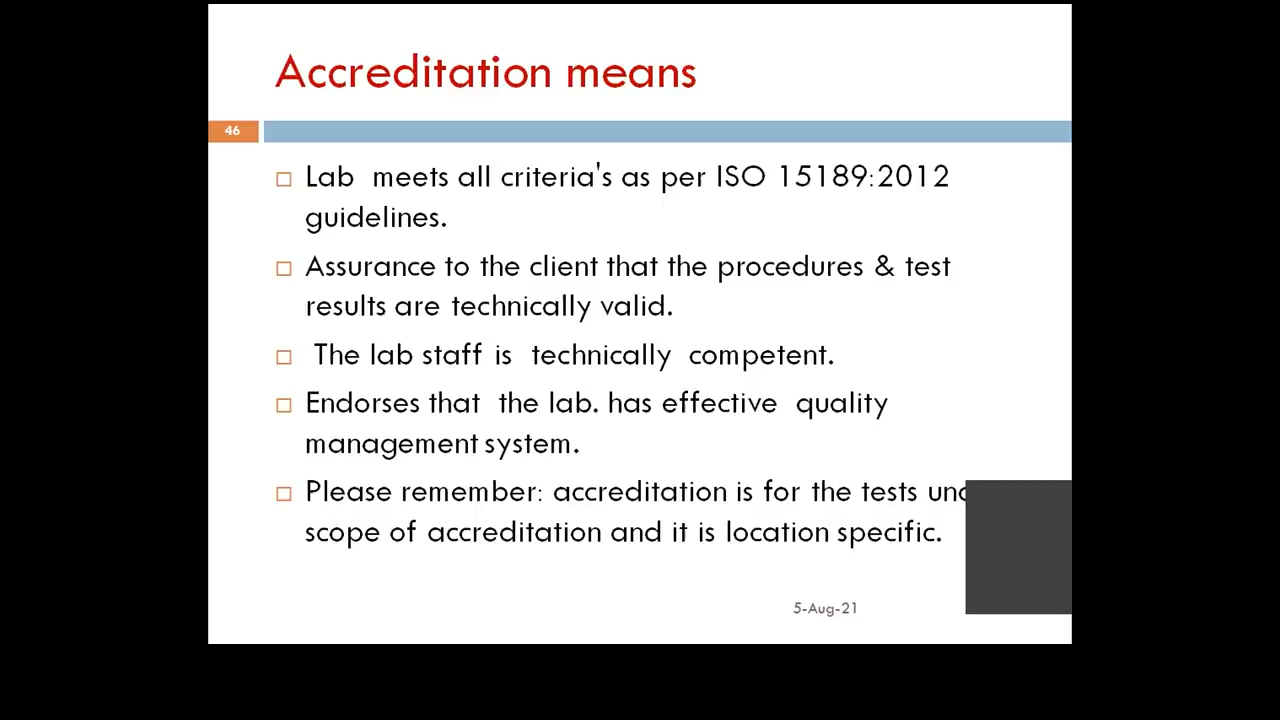 Accreditation means
46
Lab meets all criteria's as per ISO 15189:2012
guidelines.
Assurance to the client that the procedures & test
results are technically valid.
The lab staff is technically competent.
Endorses that the lab. has effective quality
management system.
Please remember: accreditation is for the tests
scope of accreditation and it is location specific.
5-Aug-21